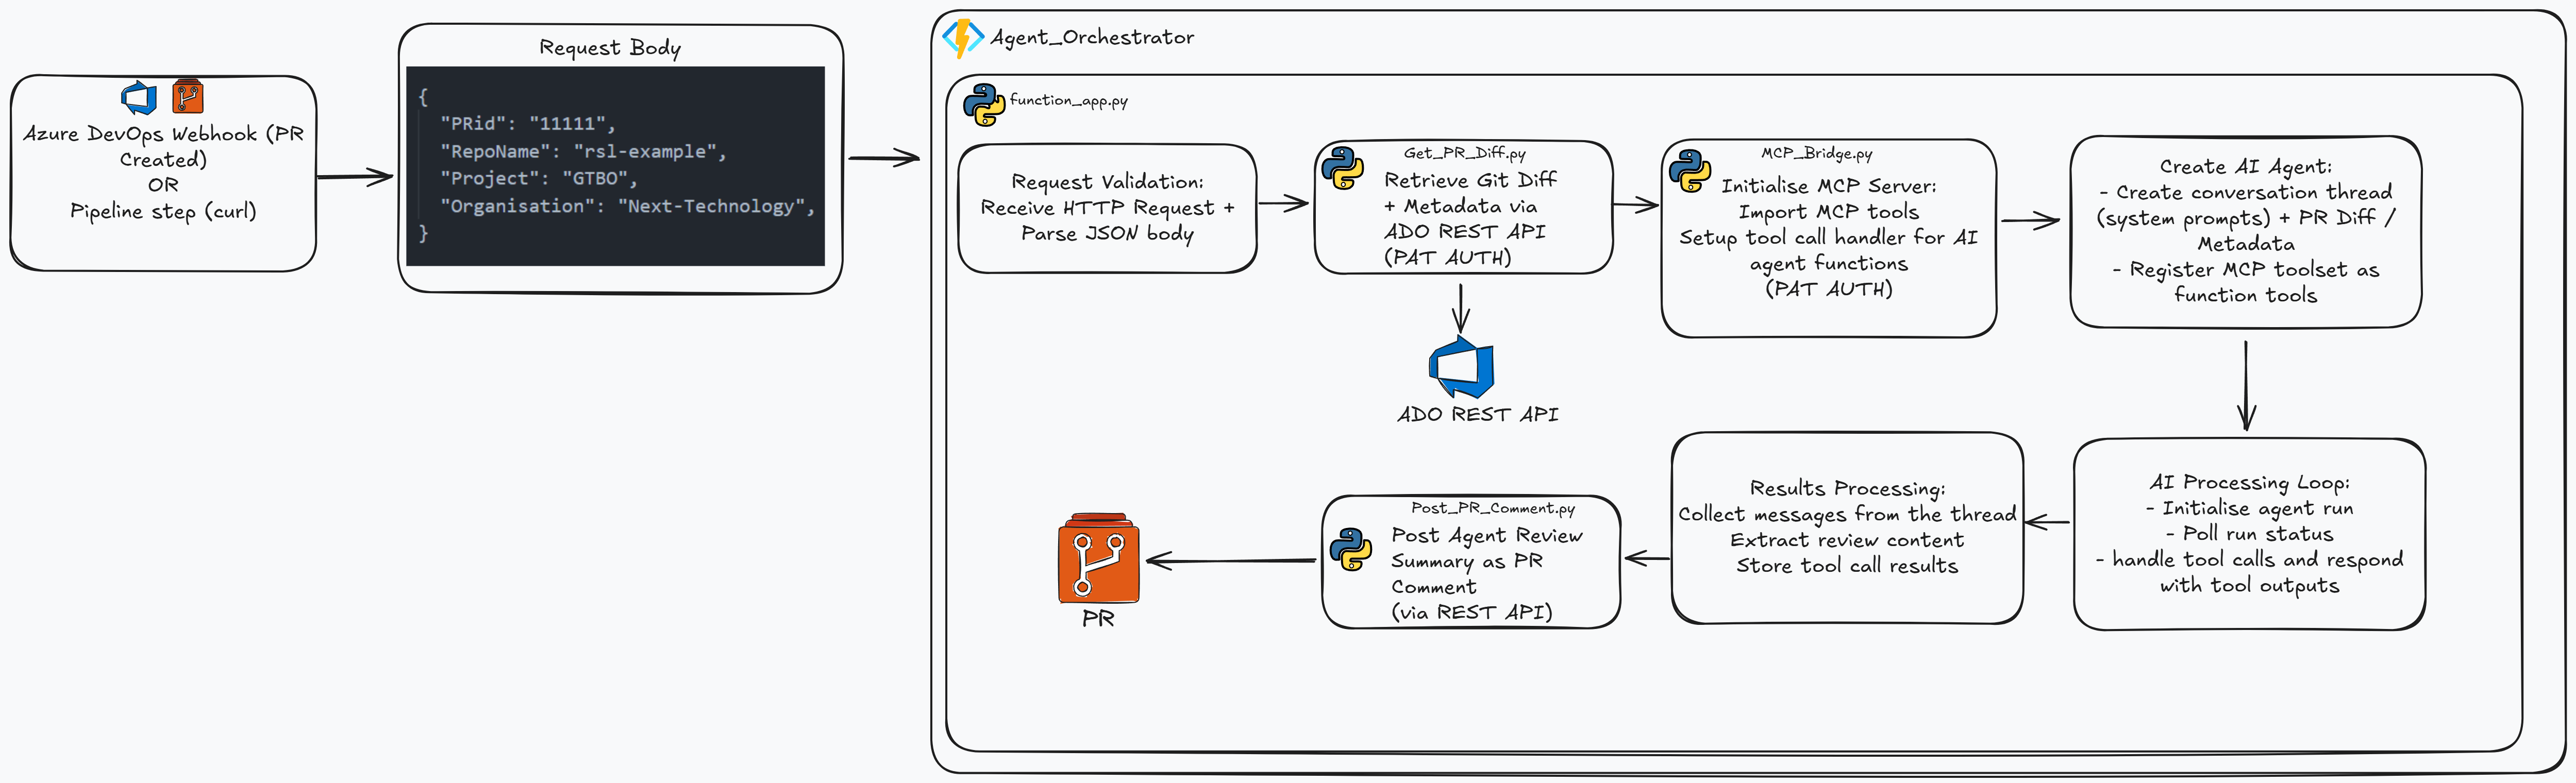 Azure DevOps Webhook (PR
Created)
OR
Pipeline step (curl)
Request Body
{
"PRid": "11111",
"RepoName": "rsl-example",
"Project": "GTBO",
"Organisation": "Next-Technology",
}
Agent_Orchestrator
function_app.py
Request Validation:
Receive HTTP Request +
Parse JSON body
Get_PR_Diff.py
Retrieve Git Diff
+ Metadata via
ADO REST API
(PAT AUTH)
ADO REST API
MCP_Bridge.py
Initialise MCP Server:
Import MCP tools
Setup tool call handler for AI
agent functions
(PAT AUTH)
Create AI Agent:
- Create conversation thread
(system prompts) + PR Diff /
Metadata
- Register MCP toolset as
function tools
AI Processing Loop:
- Initialise agent run
- Poll run status
- handle tool calls and respond
with tool outputs
Results Processing:
Collect messages from the thread
Extract review content
Store tool call results
Post_PR_Comment.py
Post Agent Review
Summary as PR
Comment
(via REST API)
PR